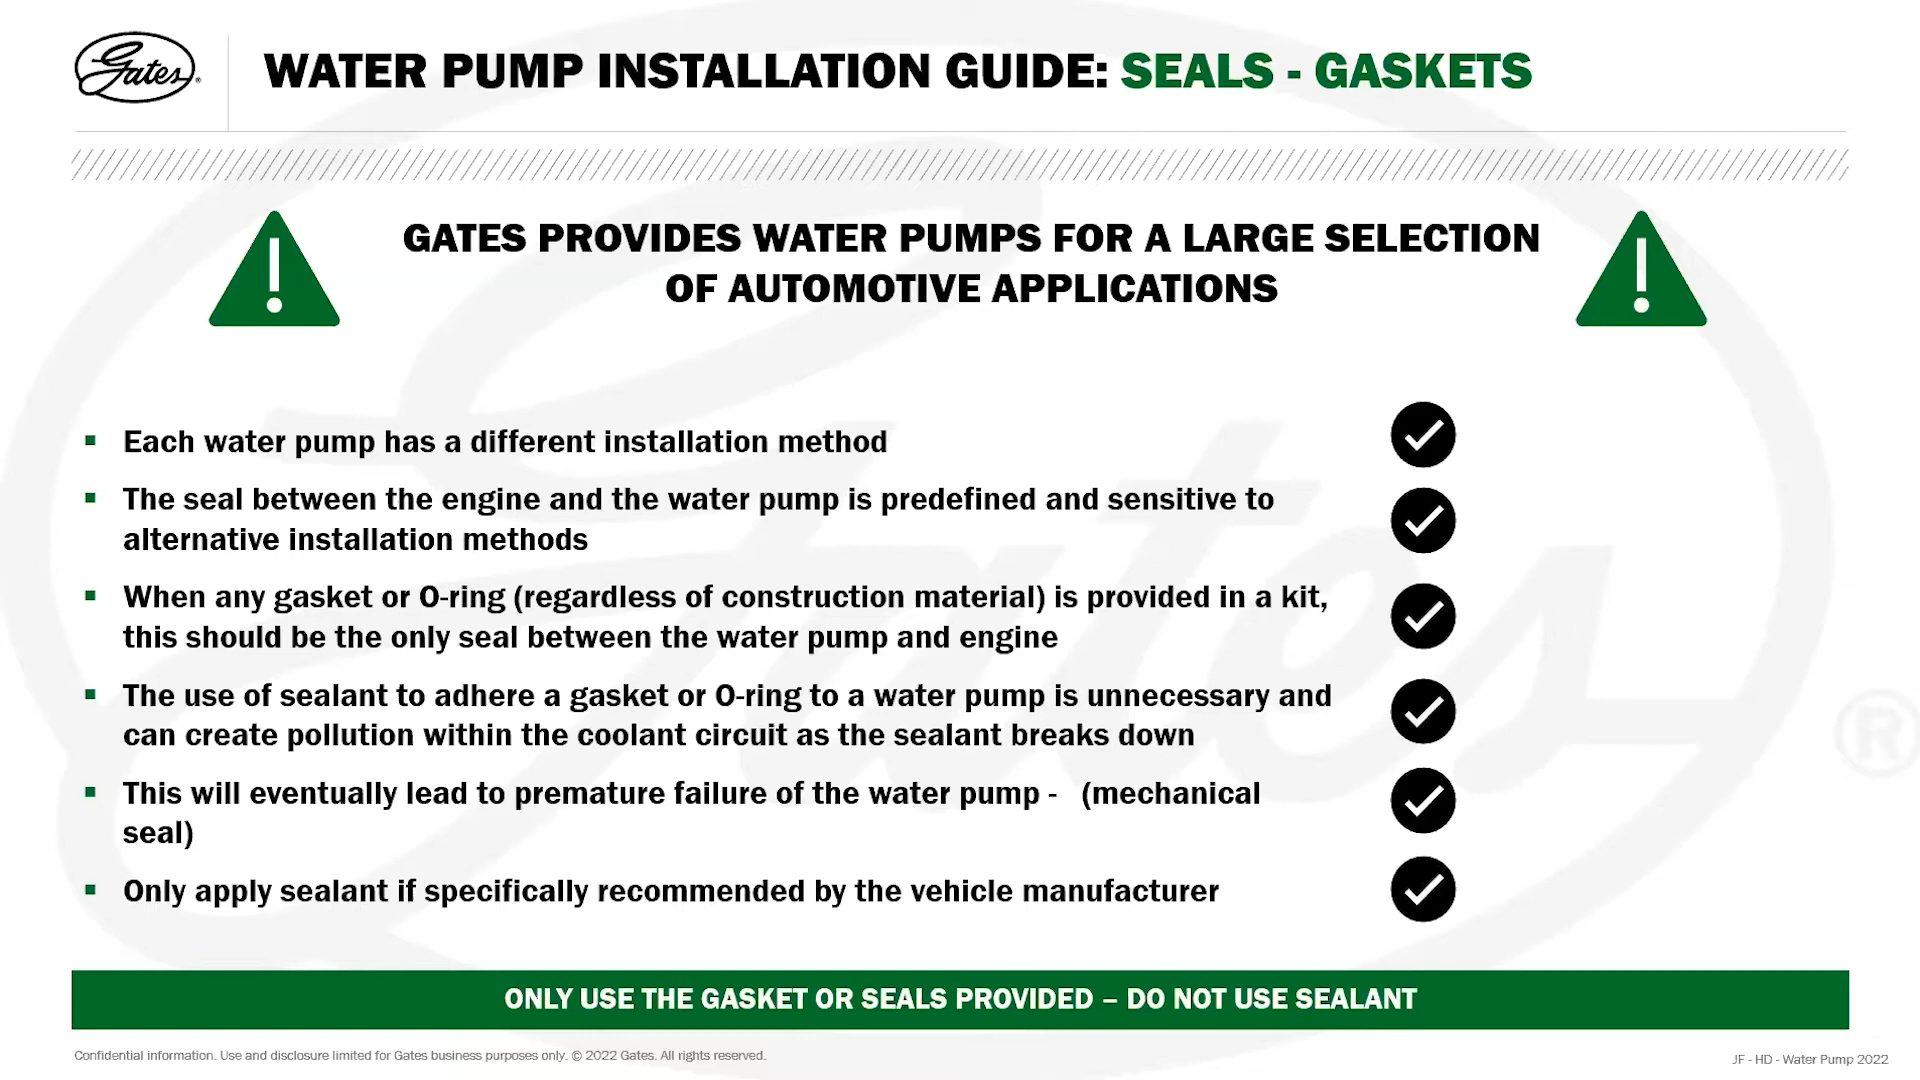 Gates®
WATER PUMP INSTALLATION GUIDE: SEALS - GASKETS
GATES PROVIDES WATER PUMPS FOR A LARGE SELECTION
OF AUTOMOTIVE APPLICATIONS
▪ Each water pump has a different installation method
▪ The seal between the engine and the water pump is predefined and sensitive to
alternative installation methods
▪ When any gasket or O-ring (regardless of construction material) is provided in a kit,
this should be the only seal between the water pump and engine
▪ The use of sealant to adhere a gasket or O-ring to a water pump is unnecessary and
can create pollution within the coolant circuit as the sealant breaks down
▪ This will eventually lead to premature failure of the water pump - (mechanical
seal)
▪ Only apply sealant if specifically recommended by the vehicle manufacturer
Gates®
ONLY USE THE GASKET OR SEALS PROVIDED – DO NOT USE SEALANT
Confidential information. Use and disclosure limited for Gates business purposes only. © 2022 Gates. All rights reserved.
JF - HD - Water Pump 2022